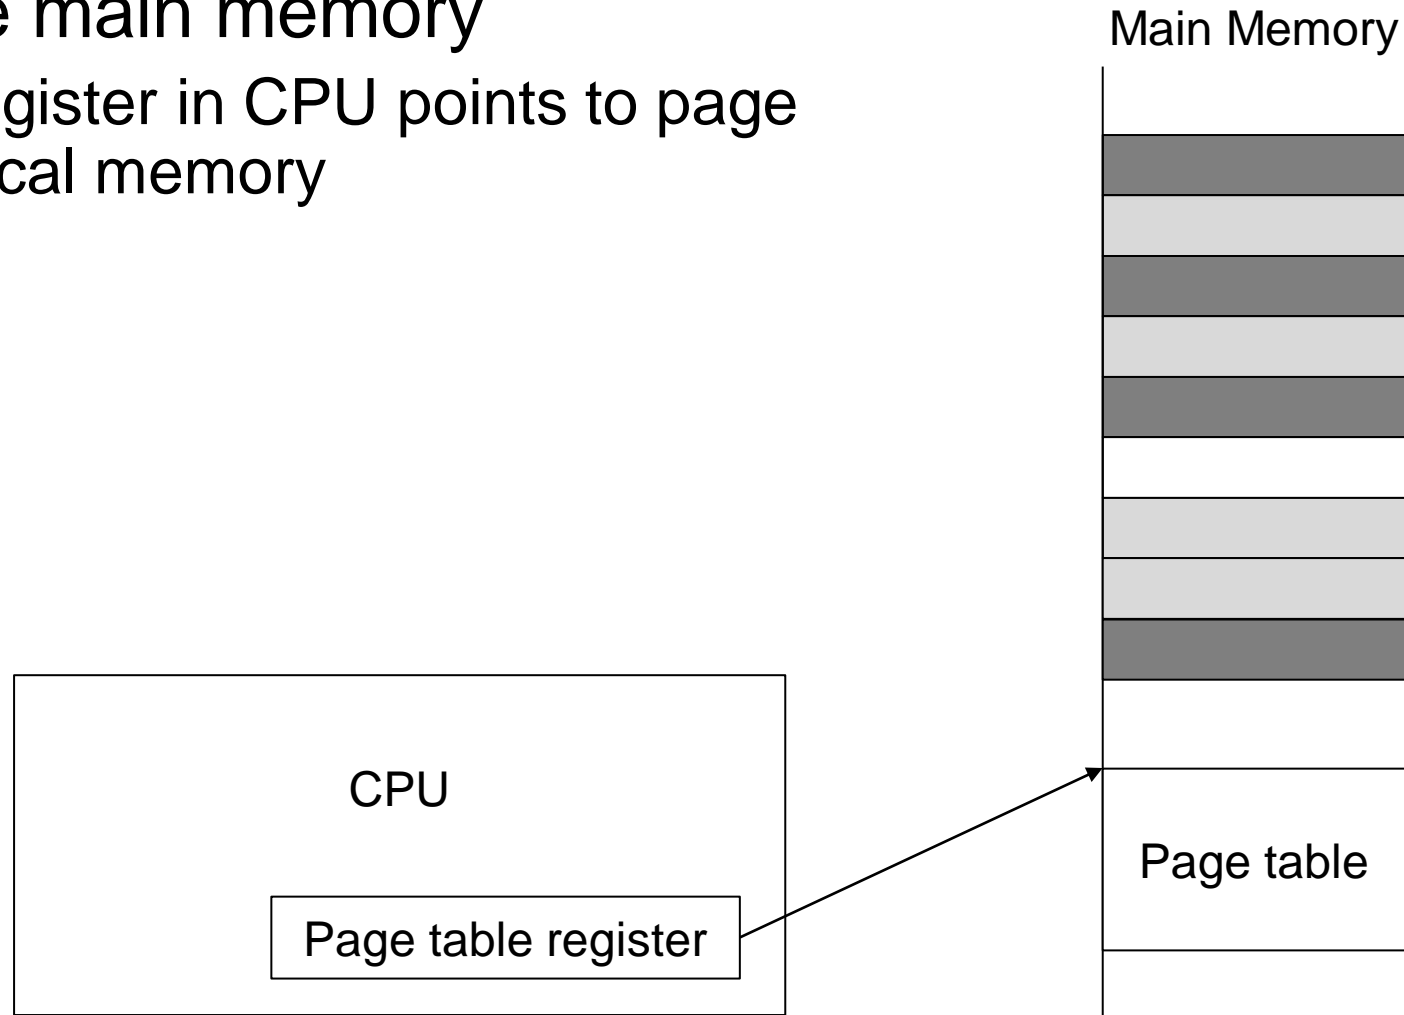 e main memory
gister in CPU points to page
cal memory
Main Memory
CPU
Page table register
Page table